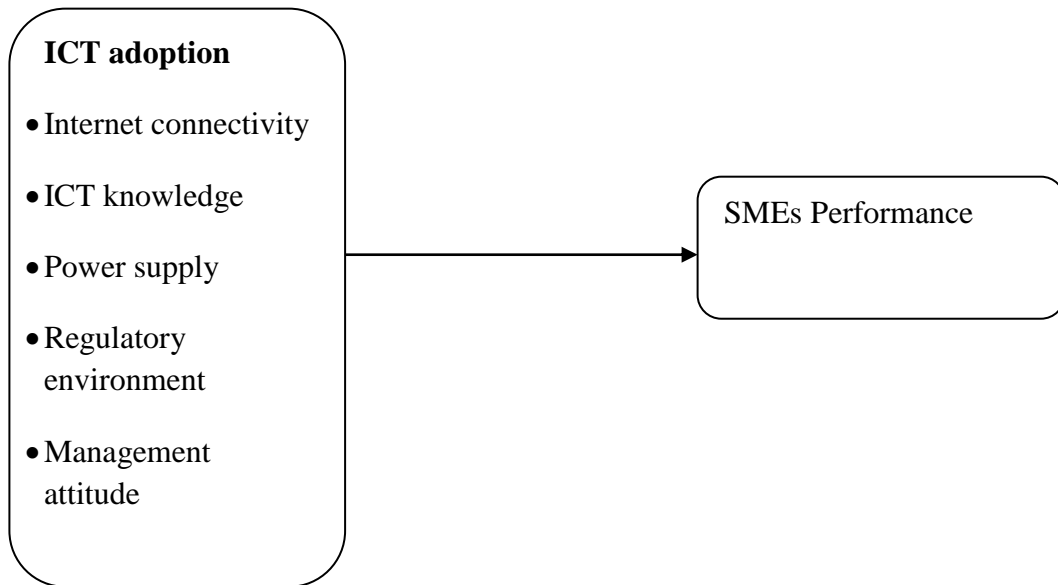 ICT adoption
• Internet connectivity
• ICT knowledge
• Power supply
• Regulatory
environment
• Management
attitude
SMEs Performance